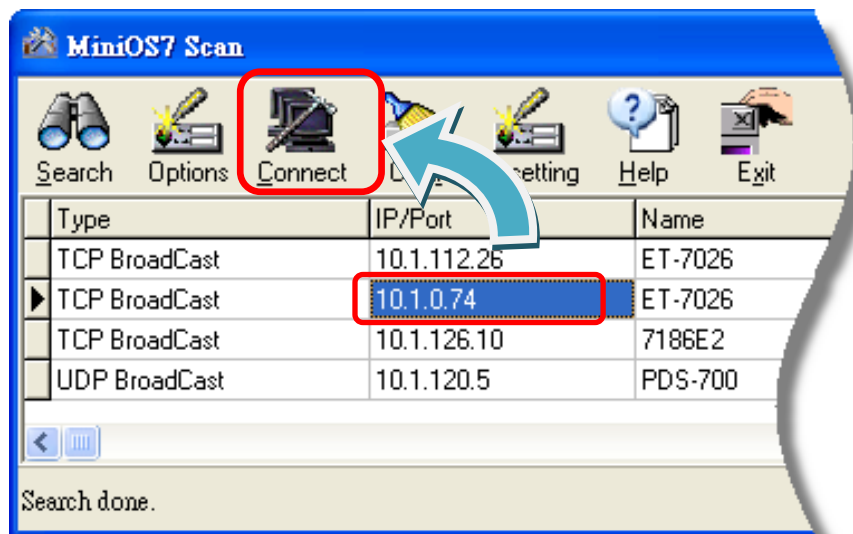 MiniOS7 Scan
Search Options Connect Help Exit
Type IP/Port Name
TCP BroadCast 10.1.112.26 ET-7026
TCP BroadCast 10.1.0.74 ET-7026
TCP BroadCast 10.1.126.10 7186E2
UDP BroadCast 10.1.120.5 PDS-700
Search done.